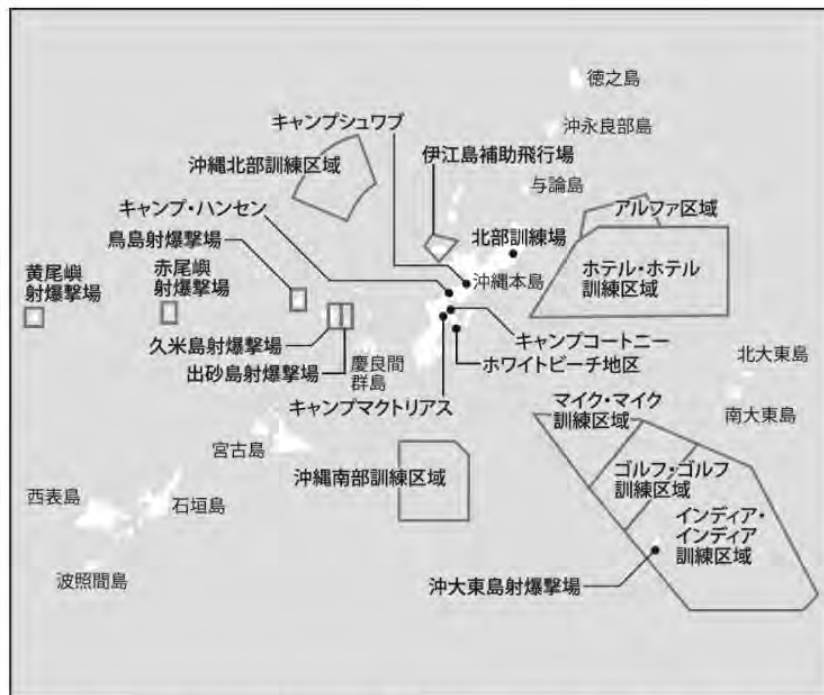 徳之島
キャンプシュワブ
沖永良部島
沖縄北部訓練区域
伊江島補助飛行場
与論島
キャンプ・ハンセン
アルファ区域
鳥島射爆撃場
北部訓練場
黄尾嶼
射爆撃場
赤尾嶼
射爆撃場
沖縄本島
ホテル・ホテル
訓練区域
久米島射爆撃場
キャンプコートニー
出砂島射爆撃場
慶良間
群島
ホワイトビーチ地区
北大東島
キャンプマクトリアス
マイク・マイク
訓練区域
南大東島
宮古島
沖縄南部訓練区域
ゴルフ・ゴルフ
訓練区域
西表島
石垣島
インディア・
インディア
訓練区域
波照間島
沖大東島射爆撃場